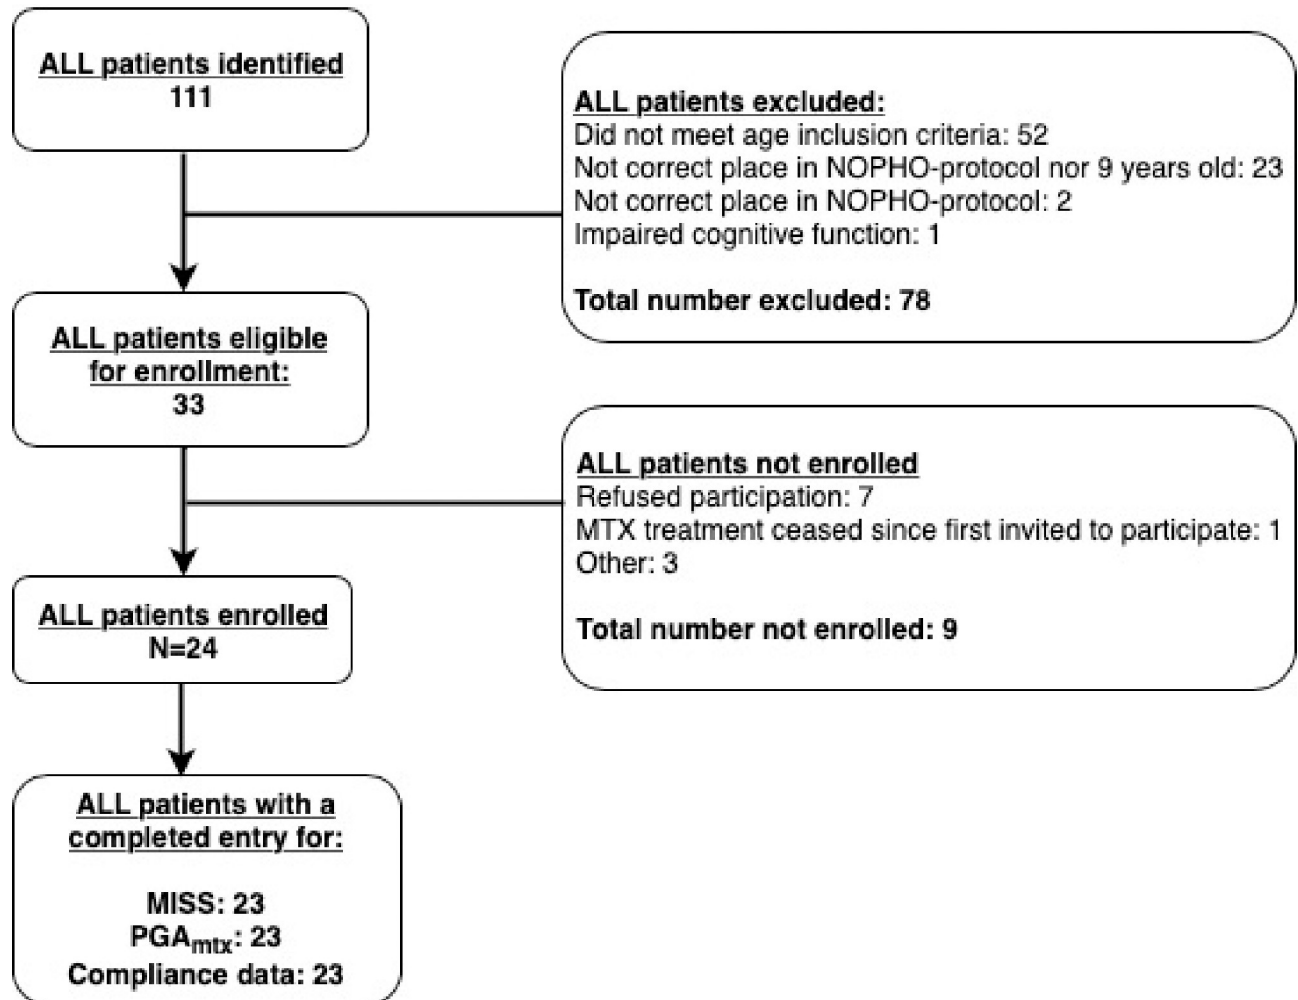 ALL patients identified
111
ALL patients excluded:
Did not meet age inclusion criteria: 52
Not correct place in NOPHO-protocol nor 9 years old: 23
Not correct place in NOPHO-protocol: 2
Impaired cognitive function: 1
Total number excluded: 78
ALL patients eligible
for enrollment:
33
ALL patients not enrolled
Refused participation: 7
MTX treatment ceased since first invited to participate: 1
Other: 3
Total number not enrolled: 9
ALL patients enrolled
N=24
ALL patients with a
completed entry for:
MISS: 23
PGAmtx: 23
Compliance data: 23